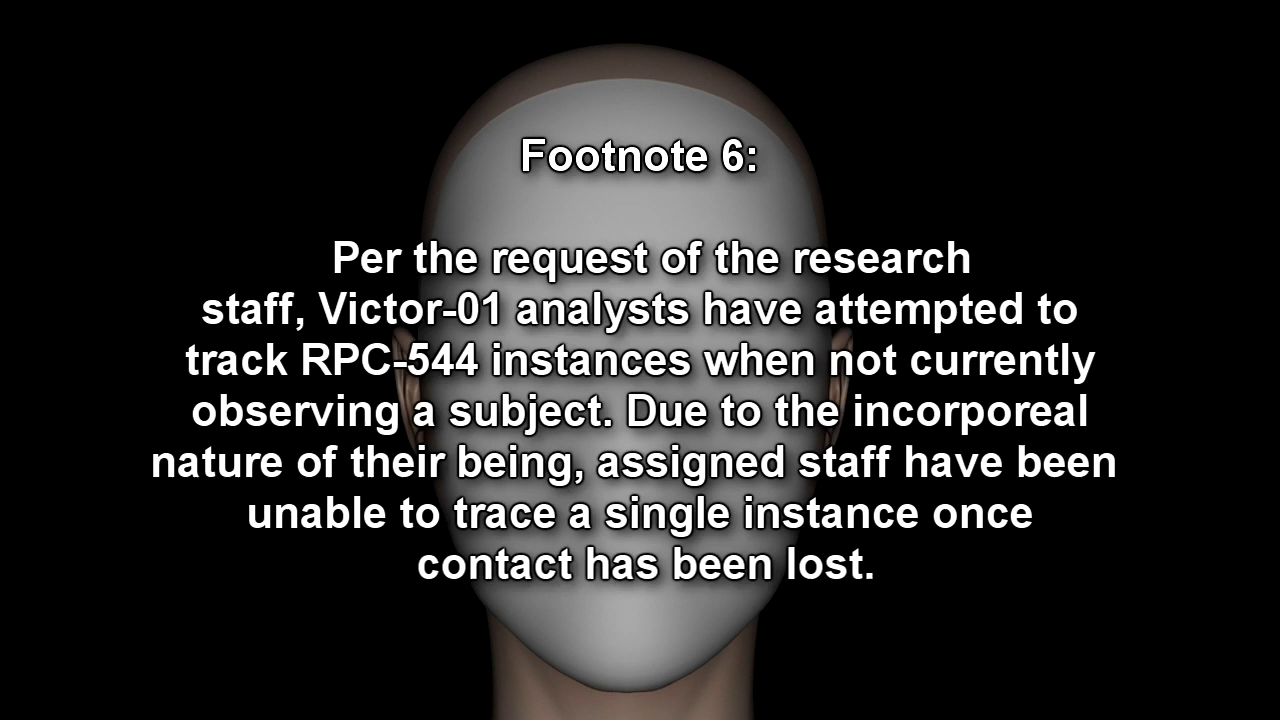 Footnote 6:
Per the request of the research
staff, Victor-01 analysts have attempted to
track RPC-544 instances when not currently
observing a subject. Due to the incorporeal
nature of their being, assigned staff have been
unable to trace a single instance once
contact has been lost.